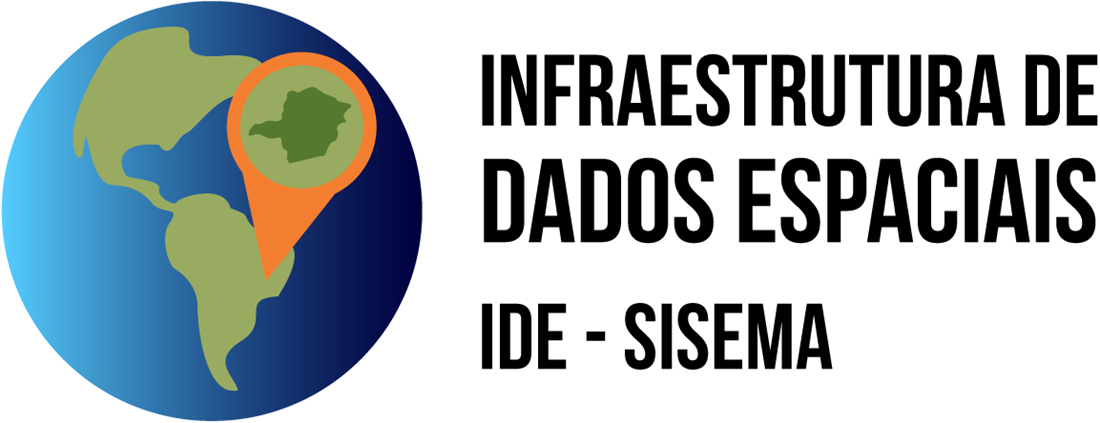 INFRAESTRUTURA DE
DADOS ESPACIAIS
IDE - SISEMA